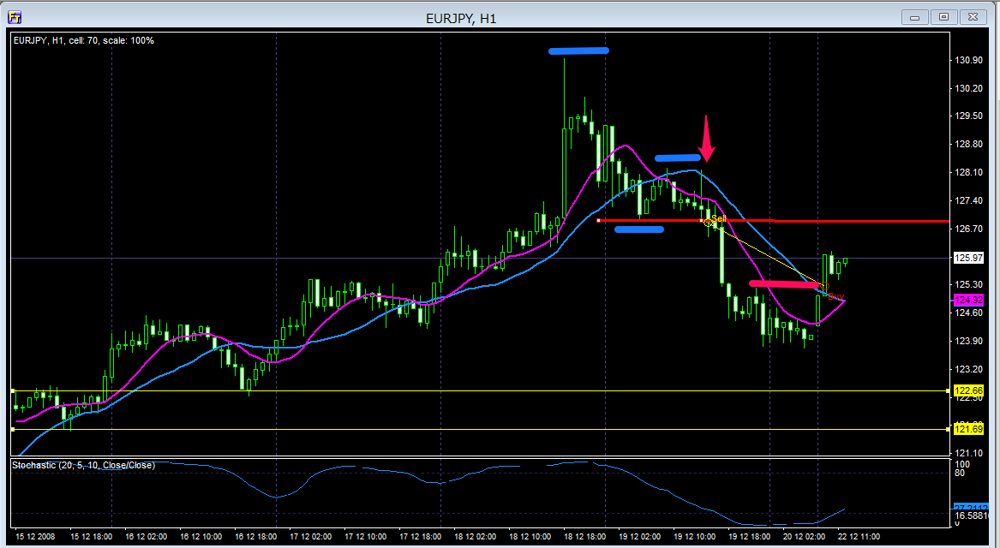 FT
EURJPY, H1
EURJPY, H1, cell: 70, scale: 100%
130.90
130.20
129.50
128.80
128.10
127.40
126.70
Sell
125.97
125.30
124.92
124.60
123.90
123.20
122.66
122.50
121.69
121.10
Stochastic (20, 5, 10, Close/Close)
100
80
0
15 12 2008
15 12 18:00
16 12 02:00
16 12 10:00
16 12 18:00
17 12 02:00
17 12 10:00
17 12 18:00
18 12 02:00
18 12 10:00
18 12 18:00
19 12 02:00
19 12 10:00
19 12 18:00
20 12 02:00
22 12 11:00